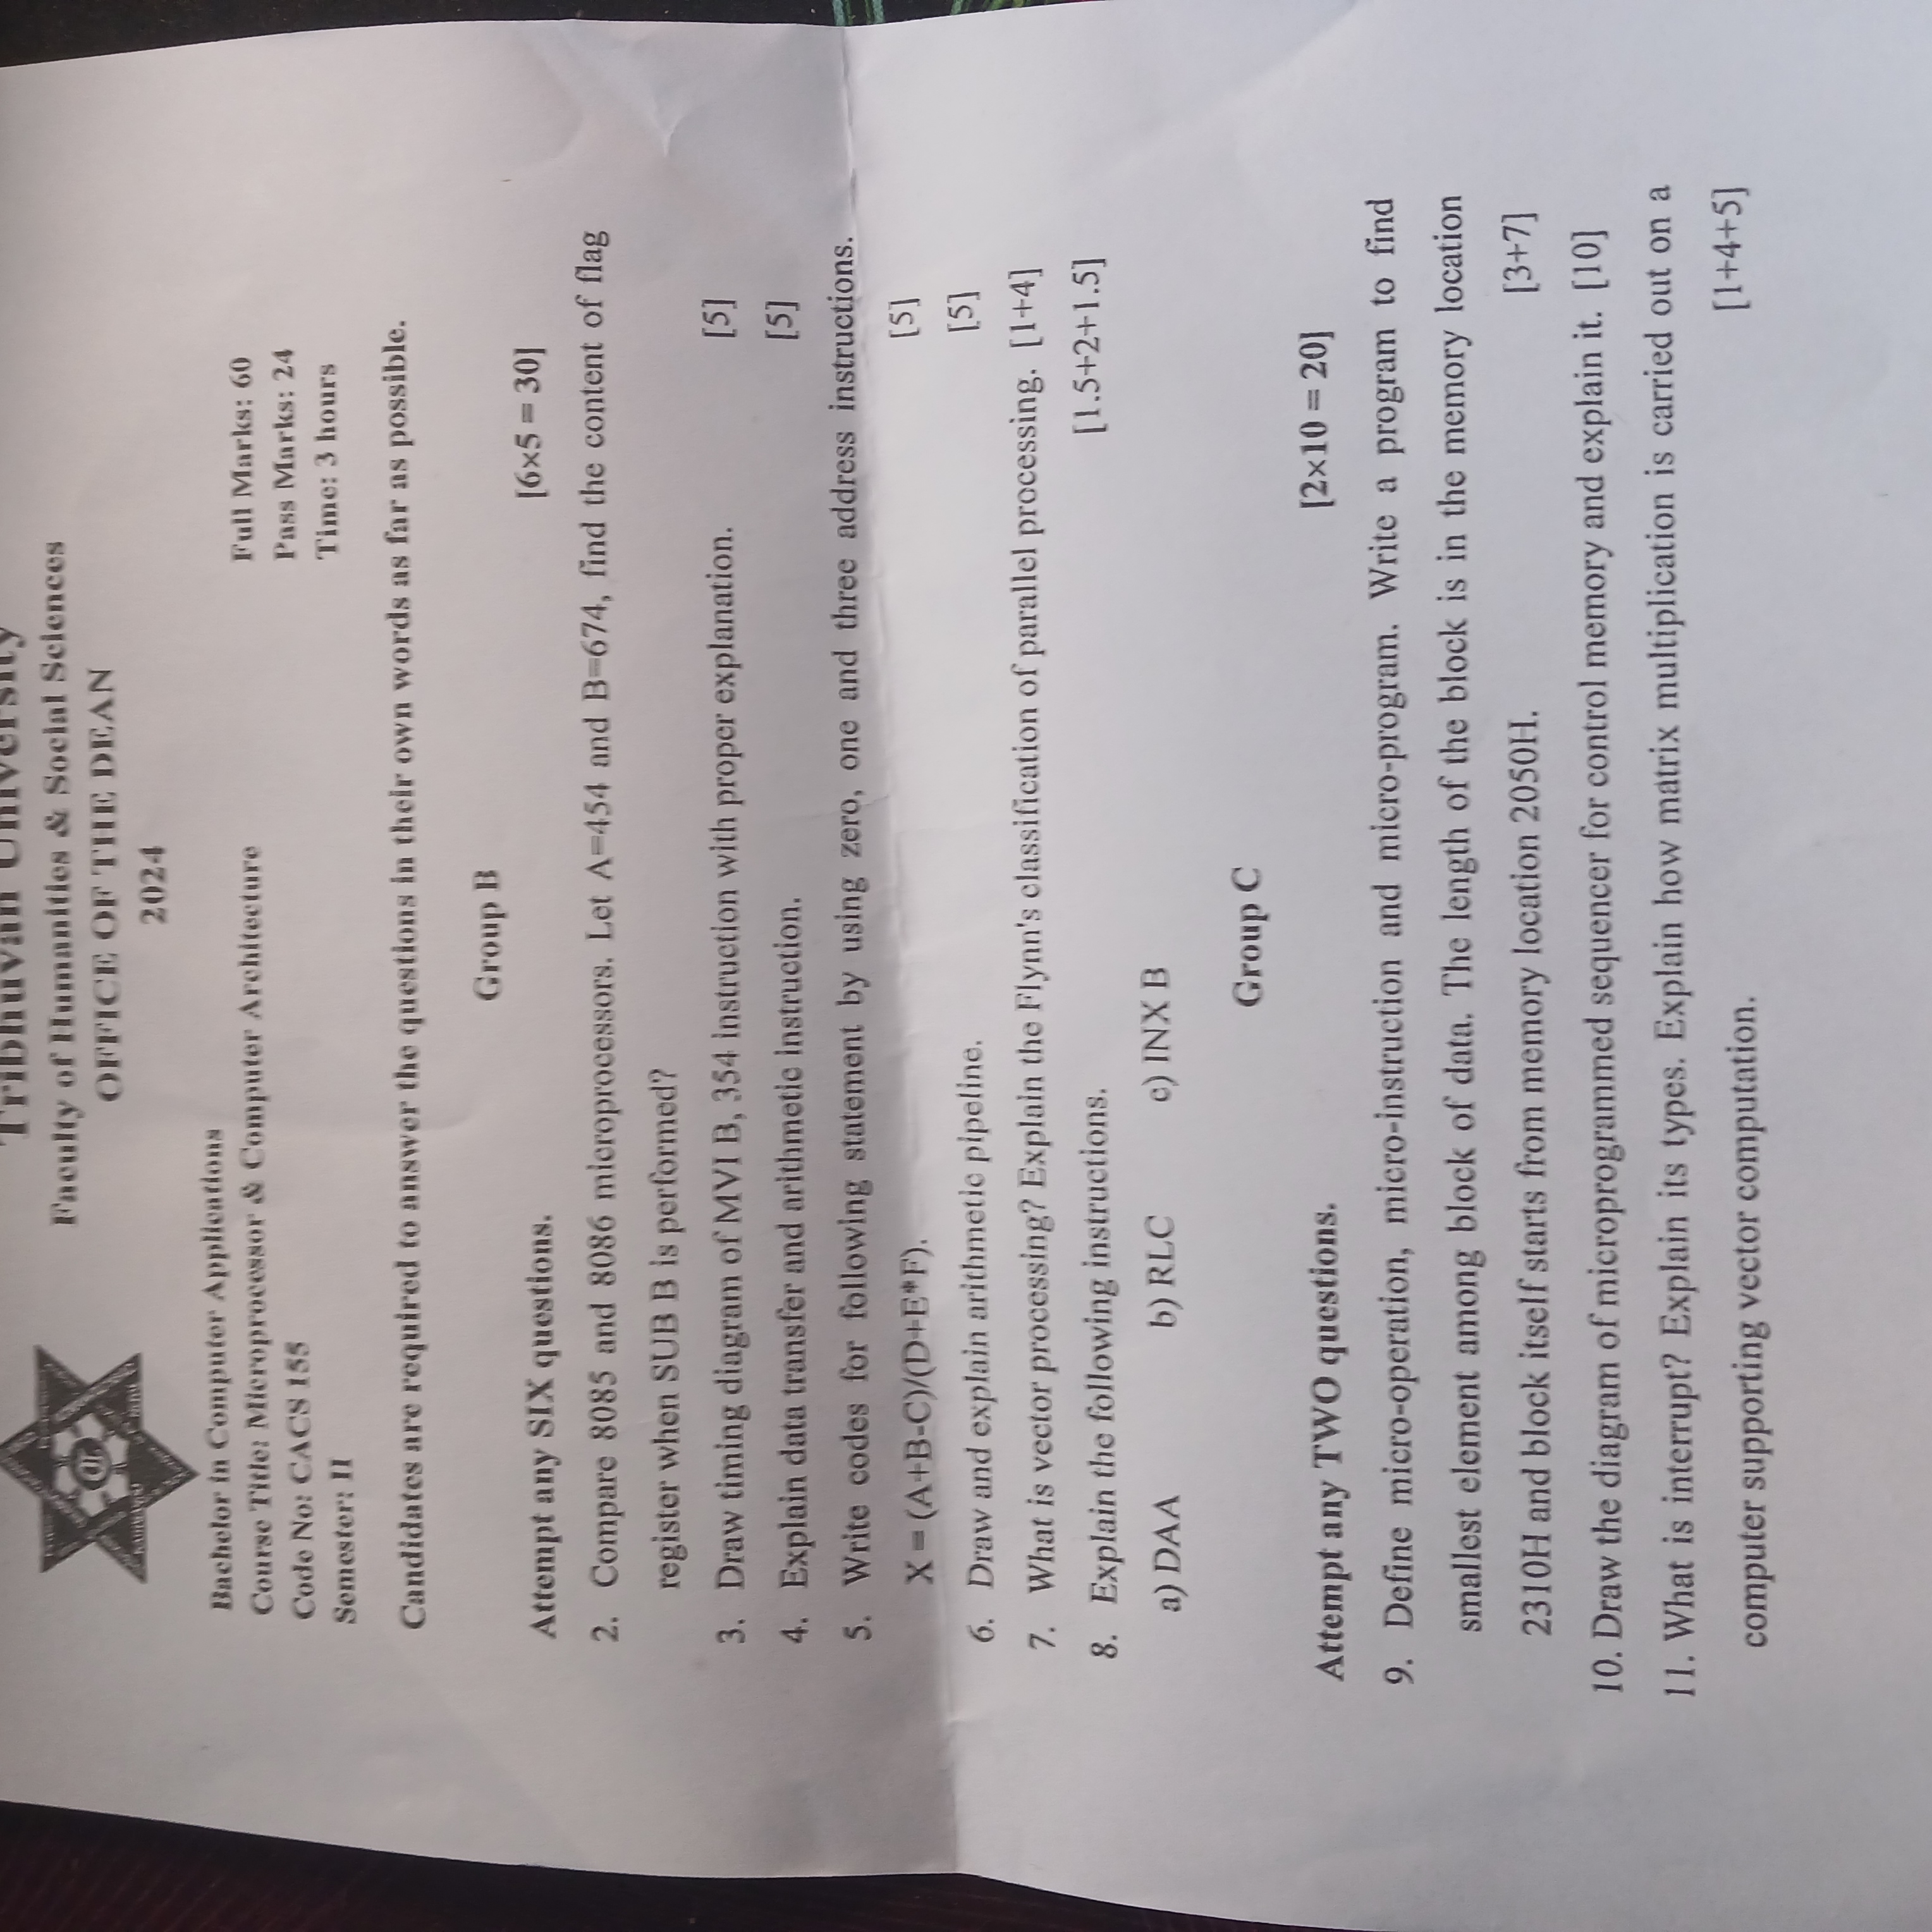 Tribhuvan University
Faculty of Humanities & Social Sciences
OFFICE OF THE DEAN
2024
Bachelor in Computer Applications
Course Title: Microprocessor & Computer Architecture
Full Marks: 60
Code No: CACS 155
Pass Marks: 24
Semester: II
Time: 3 hours
Candidates are required to answer the questions in their own words as far as possible.
Group B
Attempt any SIX questions. [6×5 = 30]
2. Compare 8085 and 8086 microprocessors. Let A=454 and B=674, find the content of flag
register when SUB B is performed?
3. Draw timing diagram of MVI B, 354 instruction with proper explanation. [5]
4. Explain data transfer and arithmetic instruction. [5]
5. Write codes for following statement by using zero, one and three address instructions.
X = (A+B-C)/(D+E*F). [5]
6. Draw and explain arithmetic pipeline. [5]
7. What is vector processing? Explain the Flynn's classification of parallel processing. [1+4]
8. Explain the following instructions. [1.5+2+1.5]
a) DAA b) RLC c) INX B
Group C
Attempt any TWO questions. [2×10 = 20]
9. Define micro-operation, micro-instruction and micro-program. Write a program to find
smallest element among block of data. The length of the block is in the memory location
2310H and block itself starts from memory location 2050H. [3+7]
10. Draw the diagram of microprogrammed sequencer for control memory and explain it. [10]
11. What is interrupt? Explain its types. Explain how matrix multiplication is carried out on a
computer supporting vector computation. [1+4+5]